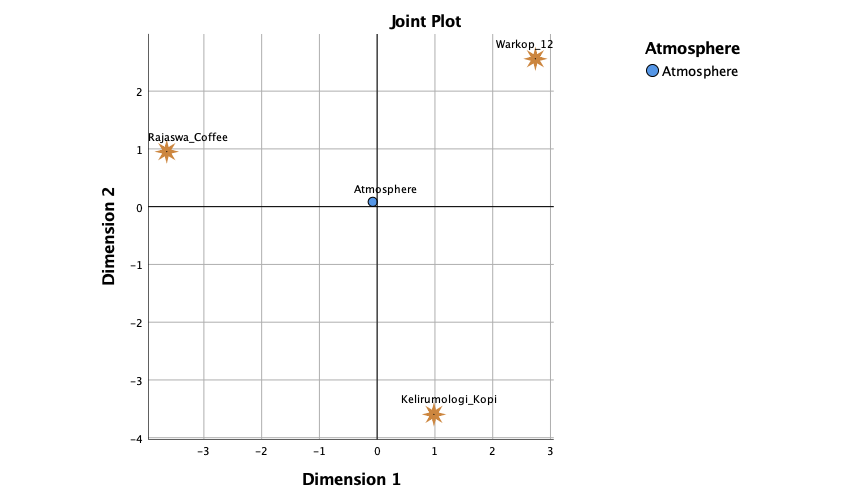 Joint Plot
Warkop_12
Atmosphere
Atmosphere
2
Rajaswa_Coffee
1
Atmosphere
0
Dimension 2
−1
−2
−3
Kelirumologi_Kopi
−4
−3 −2 −1 0 1 2 3
Dimension 1